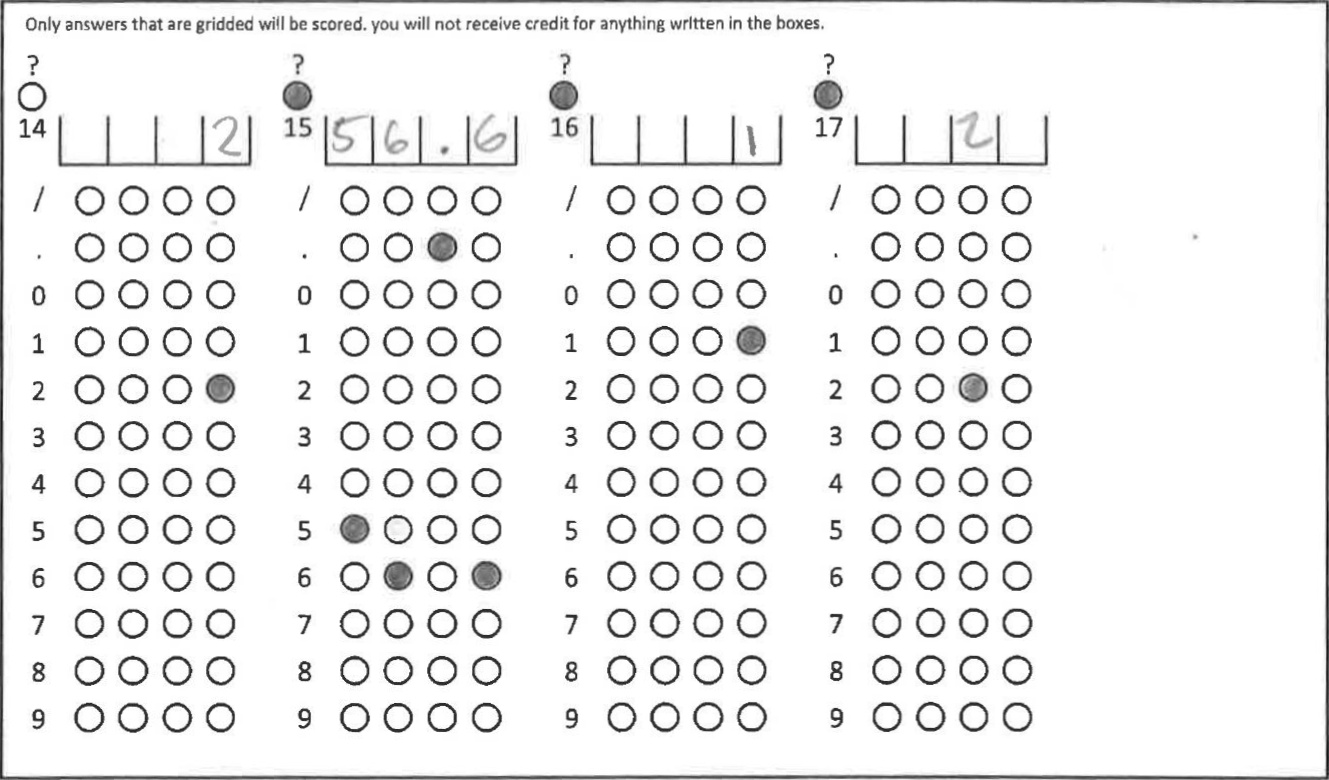 Only answers that are gridded will be scored. you will not receive credit for anything written in the boxes.
? ? ? ?
14 2 15 56.6 16 1 17 2
/ / / /
. . . .
0 0 0 0
1 1 1 1
2 2 2 2
3 3 3 3
4 4 4 4
5 5 5 5
6 6 6 6
7 7 7 7
8 8 8 8
9 9 9 9